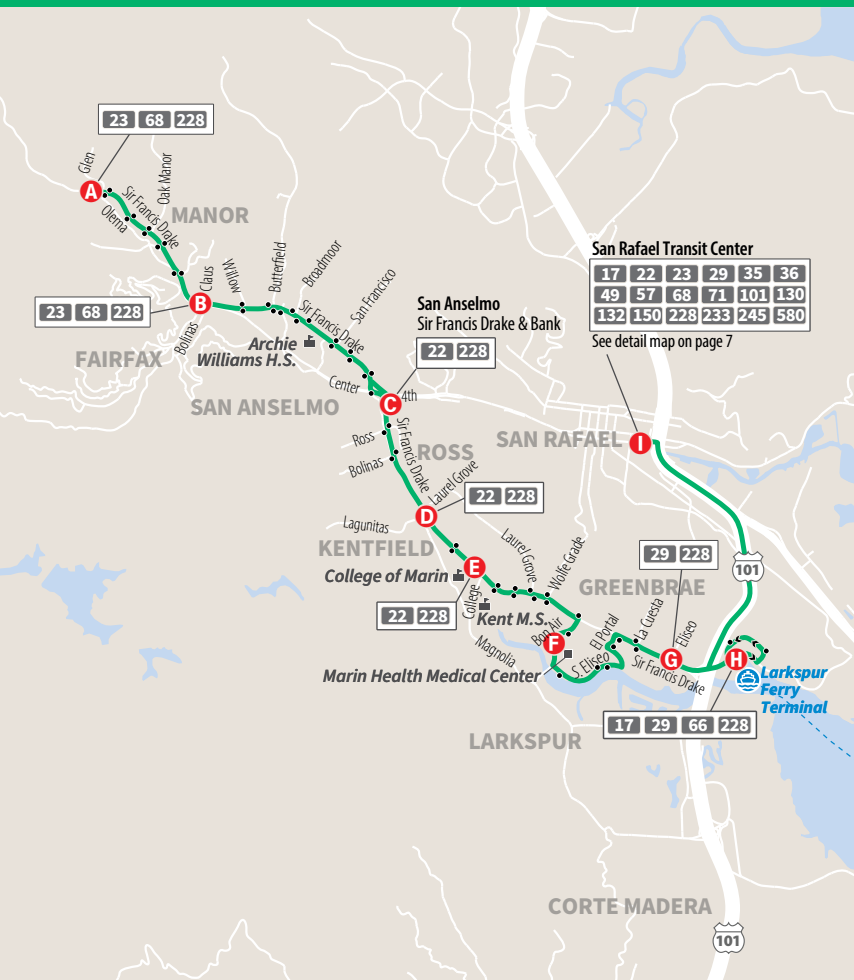 23 68 228
Glen
A
Oak Manor
Sir Francis Drake
Olema
MANOR
Claus
Willow
Butterfield
Broadmoor
San Francisco
23 68 228
B
Bolinas
FAIRFAX
Sir Francis Drake
Archie
Williams H.S.
San Anselmo
Sir Francis Drake & Bank
22 228
San Rafael Transit Center
17 22 23 29 35 36
49 57 68 71 101 130
132 150 228 233 245 580
See detail map on page 7
Center
C
4th
SAN ANSELMO
Ross
Sir Francis Drake
ROSS
Bolinas
SAN RAFAEL
I
Laurel Grove
22 228
Lagunitas
D
KENTFIELD
Laurel Grove
Wolfe Grade
29 228
101
College of Marin
E
GREENBRAE
College
22 228
Kent M.S.
Bon Air
El Portal
La Cuesta
Eliseo
Magnolia
F
S. Eliseo
G
H
Sir Francis Drake
Marin Health Medical Center
Larkspur
Ferry
Terminal
17 29 66 228
LARKSPUR
CORTE MADERA
101